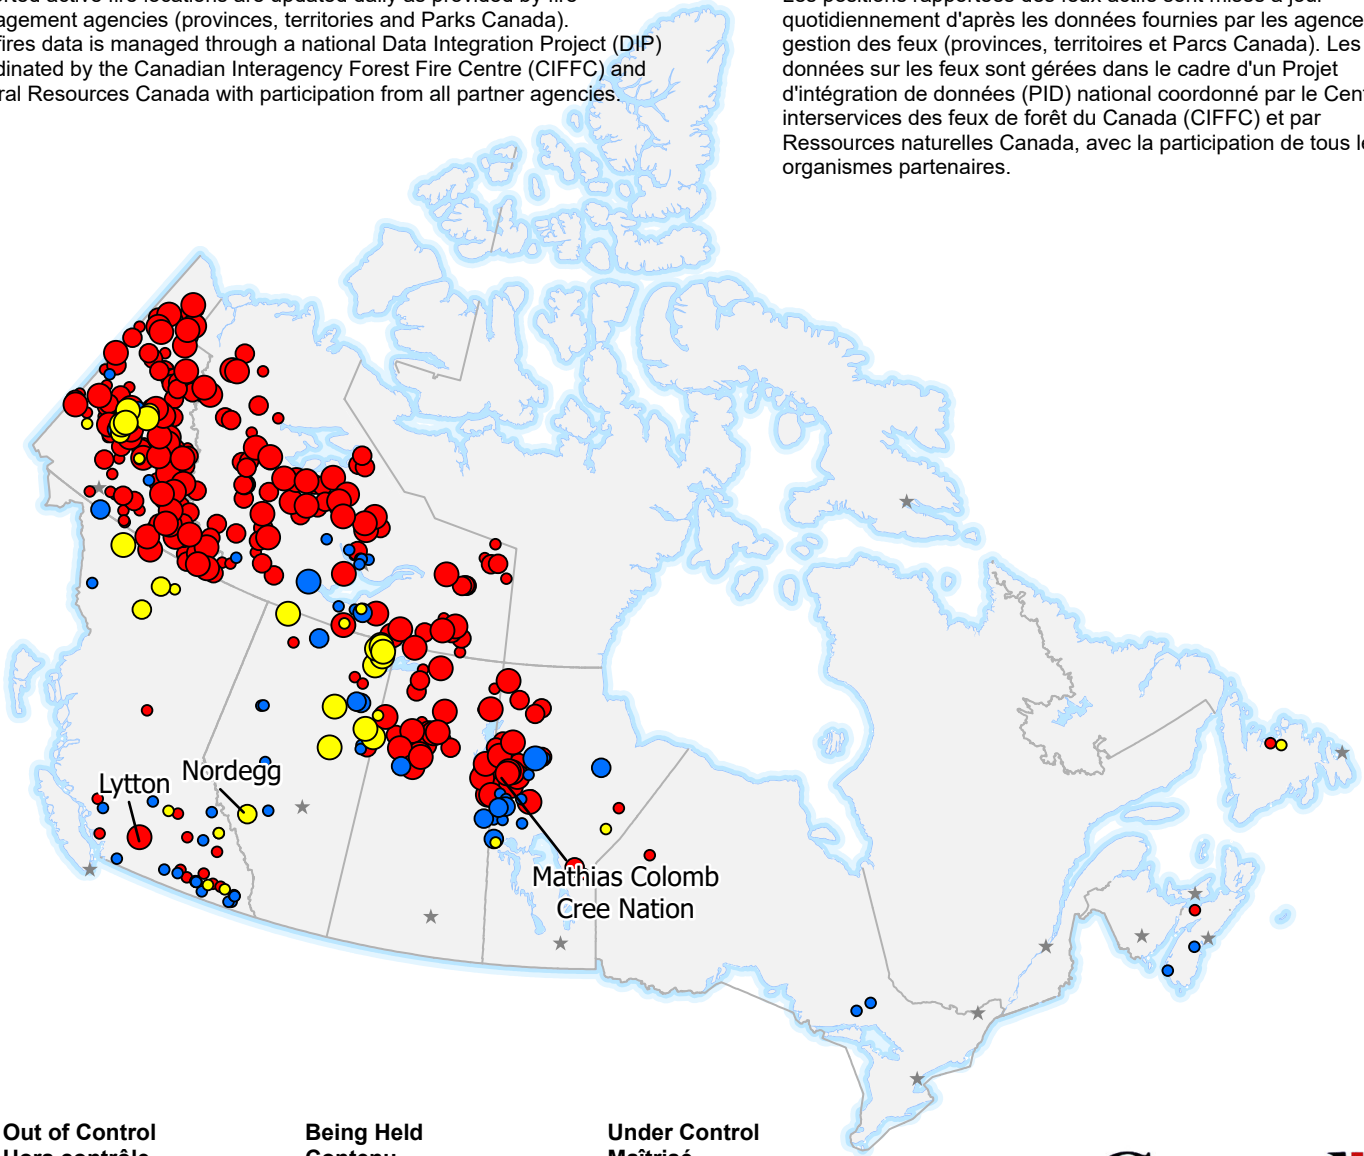 agement agencies (provinces, territories and Parks Canada).
fires data is managed through a national Data Integration Project (DIP)
dinated by the Canadian Interagency Forest Fire Centre (CIFFC) and
ral Resources Canada with participation from all partner agencies.
quotidiennement d'après les données fournies par les agence
gestion des feux (provinces, territoires et Parcs Canada). Les
données sur les feux sont gérées dans le cadre d'un Projet
d'intégration de données (PID) national coordonné par le Cent
interservices des feux de forêt du Canada (CIFFC) et par
Ressources naturelles Canada, avec la participation de tous le
organismes partenaires.
Lytton
Nordegg
Mathias Colomb
Cree Nation
Out of Control
Hors contrôle
Being Held
Contenu
Under Control
Maîtrisé